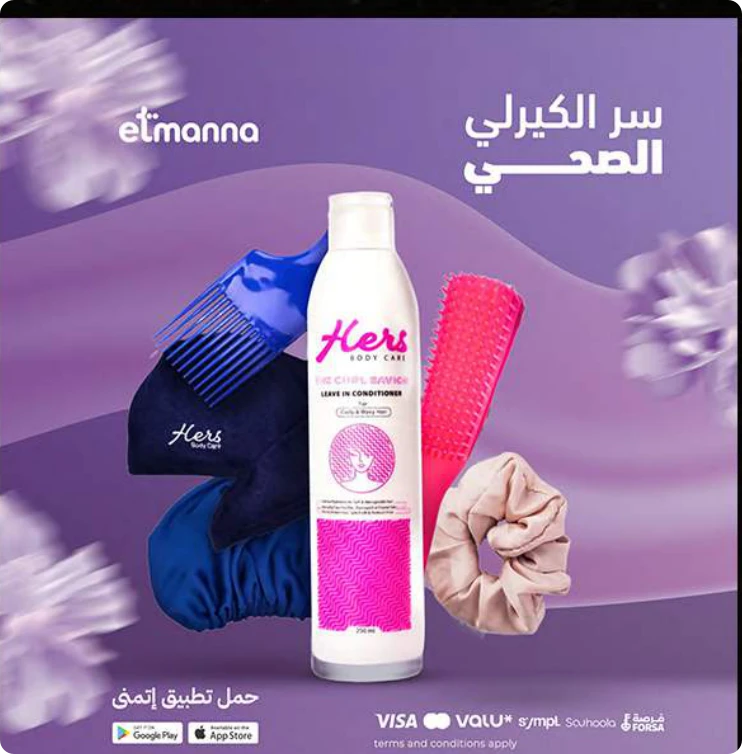 etmanna
سر الكيرلي
الصحي
Hers
BODY CARE
THE CURL SAVIOR
LEAVE IN CONDITIONER
For
Curly & Wavy Hair
250 ml
Hers
Body Care
حمل تطبيق إتمنى
GET IT ON
Google Play
Available on the
App Store
VISA
valu*
sympl.
Souhoola
فرصة
FORSA
terms and conditions apply